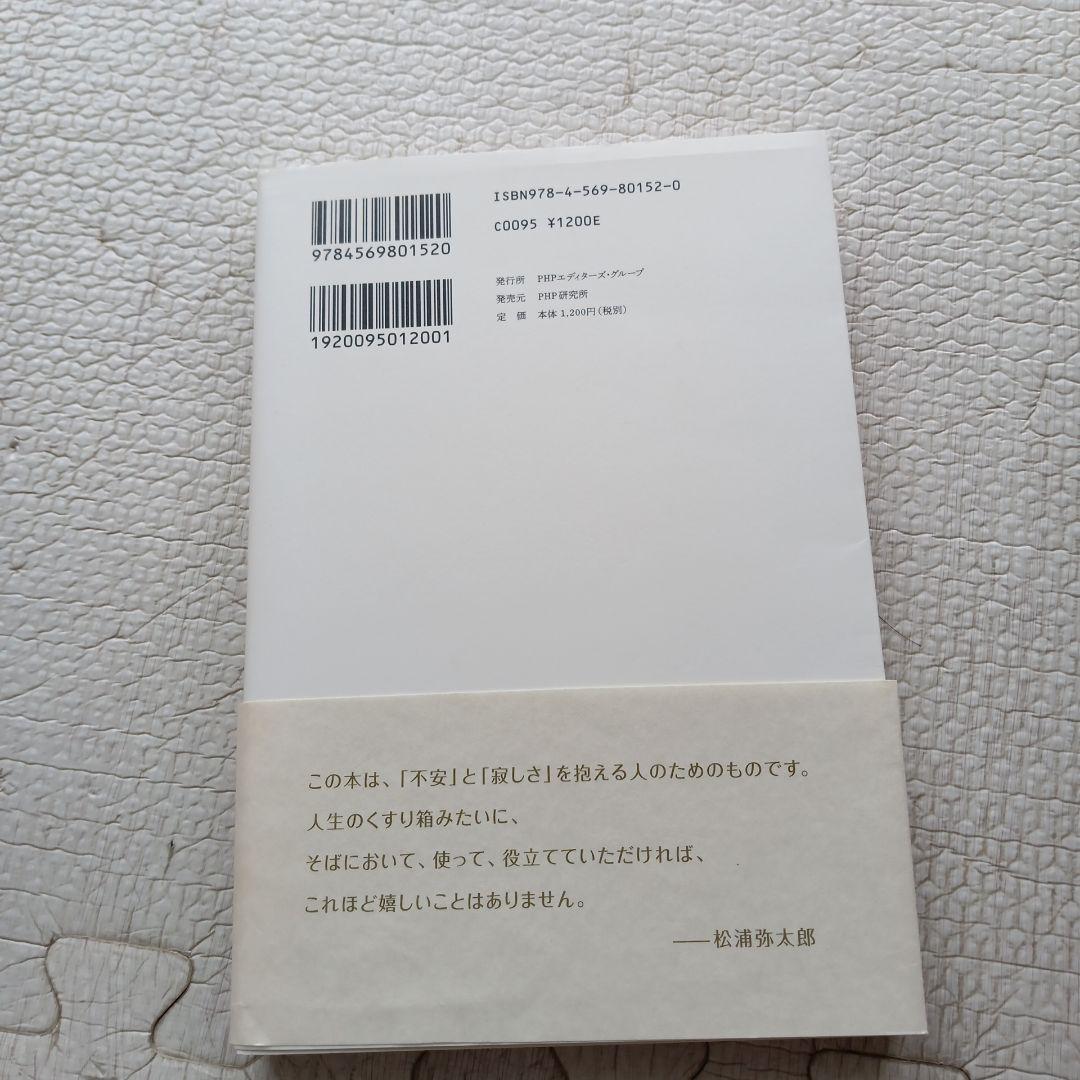 ISBN978-4-569-80152-0
C0095 ¥1200E
9784569801520
1920095012001
発行所 PHPエディターズ・グループ
発売元 PHP研究所
定 価 本体1,200円(税別)
この本は、「不安」と「寂しさ」を抱える人のためのものです。
人生のくすり箱みたいに、
そばにおいて、使って、役立てていただければ、
これほど嬉しいことはありません。
──松浦弥太郎